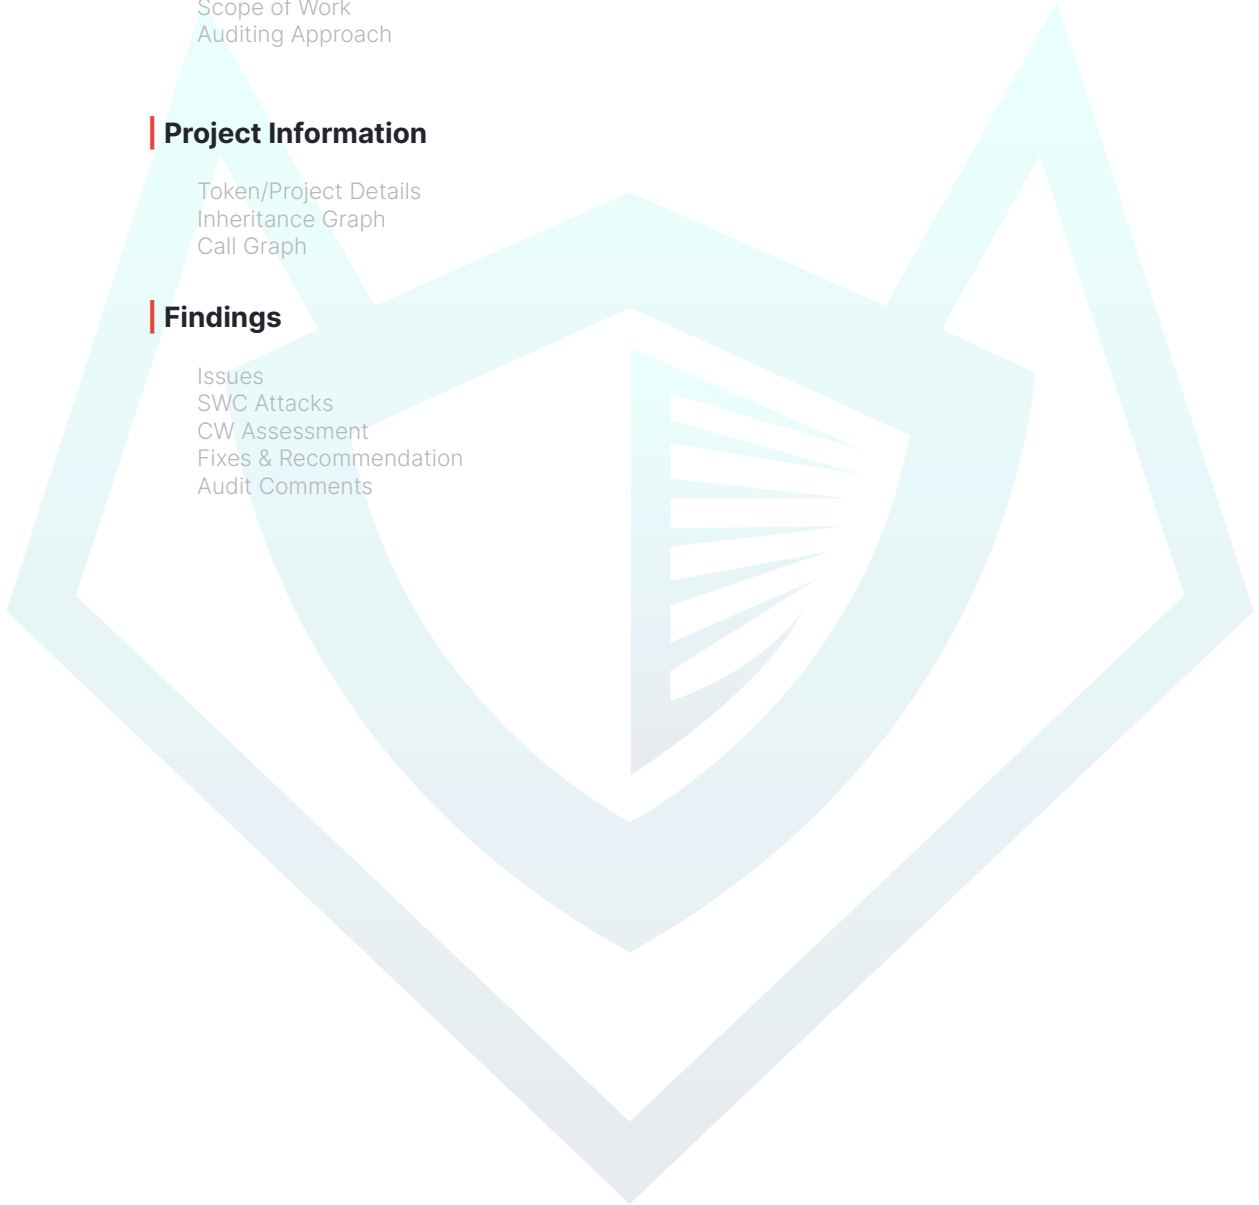 Scope of Work
Auditing Approach
Project Information
Token/Project Details
Inheritance Graph
Call Graph
Findings
Issues
SWC Attacks
CW Assessment
Fixes & Recommendation
Audit Comments